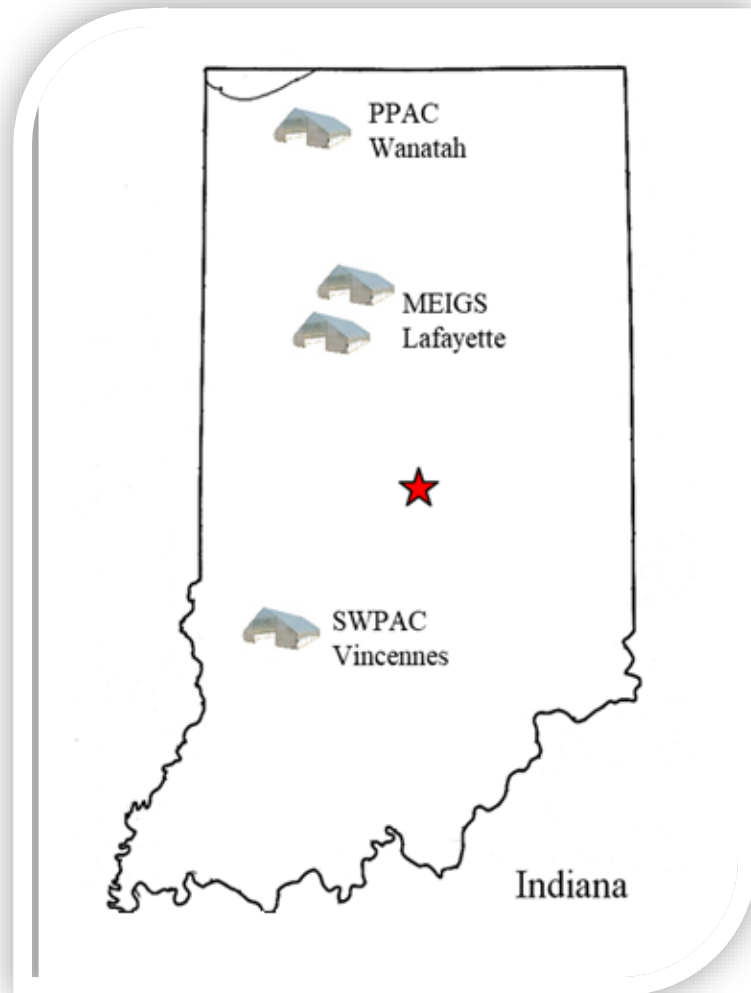 PPAC
Wanatah
MEIGS
Lafayette
SWPAC
Vincennes
Indiana